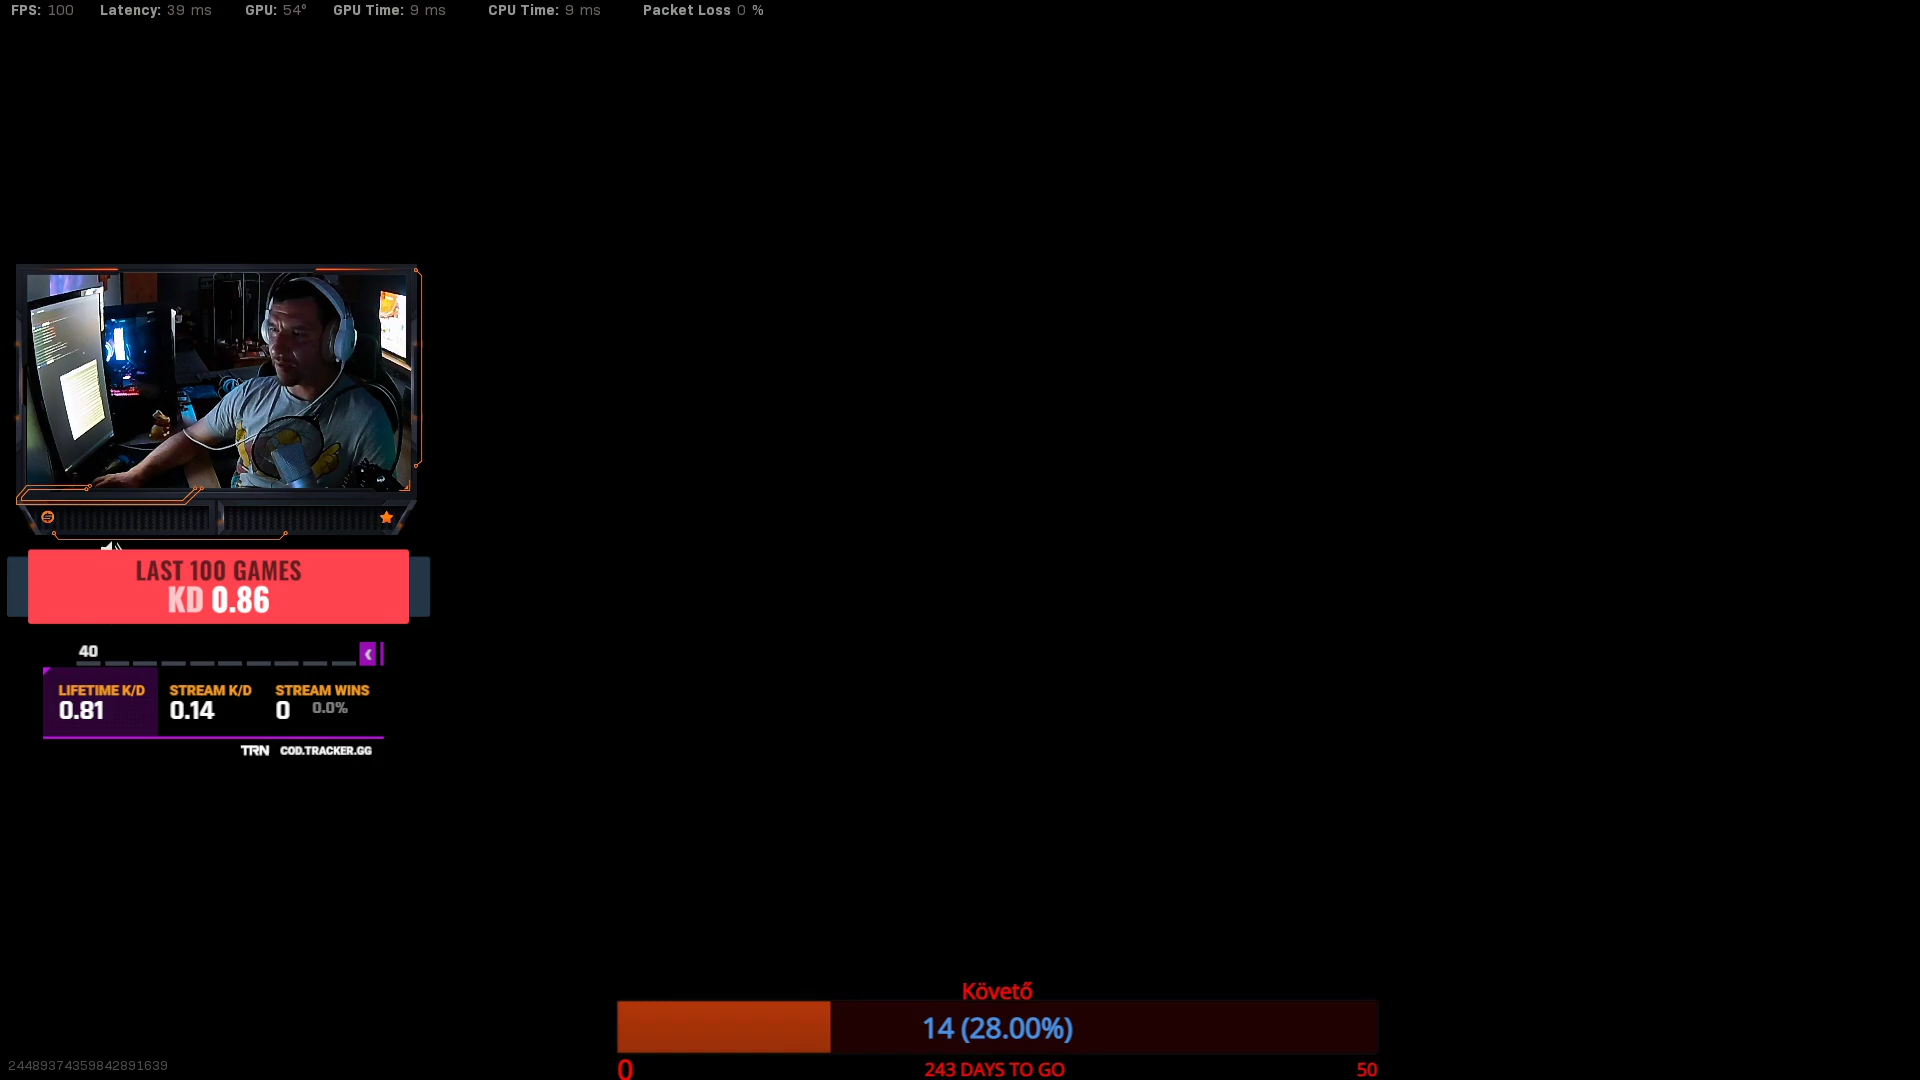 FPS: 100 Latency: 39 ms GPU: 54° GPU Time: 9 ms CPU Time: 9 ms Packet Loss 0 %
LAST 100 GAMES
KD 0.86
40
LIFETIME K/D STREAM K/D STREAM WINS
0.81 0.14 0 0.0%
TRN COD.TRACKER.GG
Követő
14 (28.00%)
0 243 DAYS TO GO 50
24489374359842891639